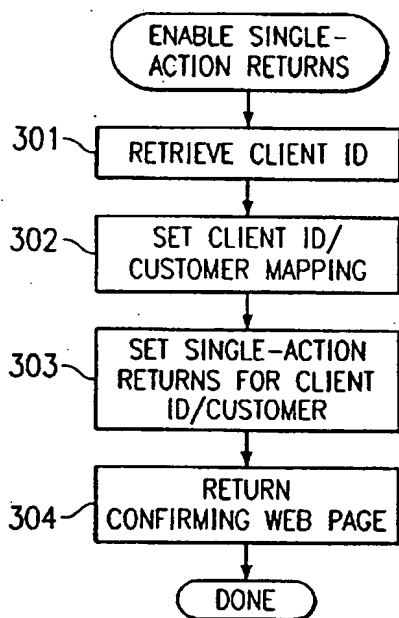 ENABLE SINGLE-
ACTION RETURNS
301
RETRIEVE CLIENT ID
302
SET CLIENT ID/
CUSTOMER MAPPING
303
SET SINGLE-ACTION
RETURNS FOR CLIENT
ID/CUSTOMER
304
RETURN
CONFIRMING WEB PAGE
DONE